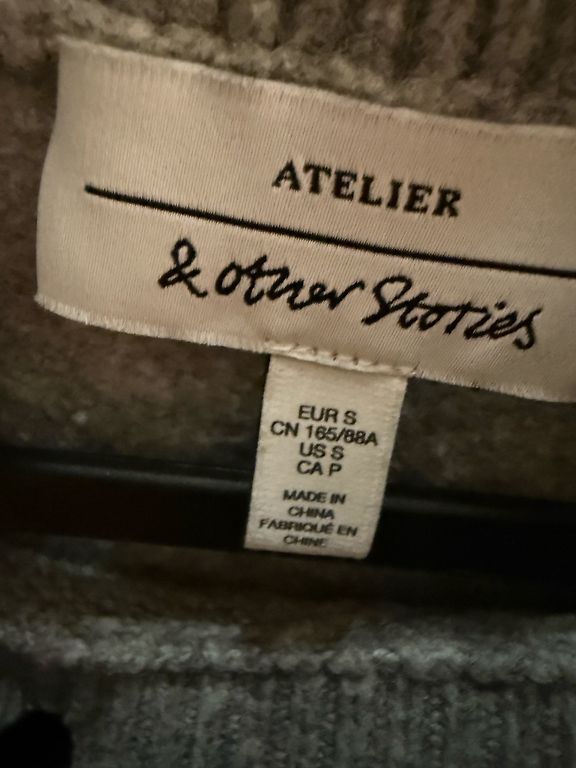 ATELIER
& other Stories
EUR S
CN 165/88A
US S
CA P
MADE IN
CHINA
FABRIQUÉ EN
CHINE